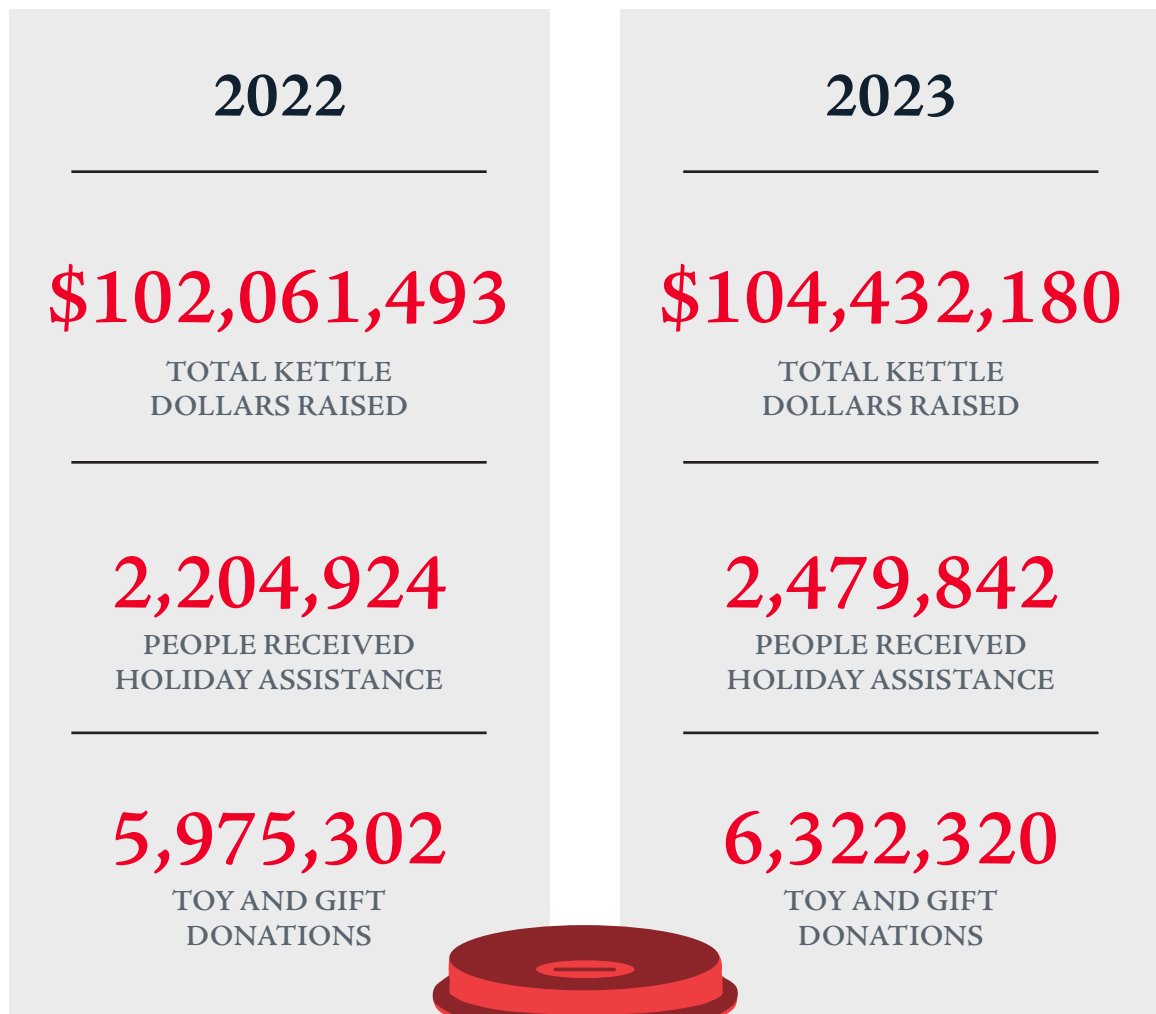 2022
$102,061,493
TOTAL KETTLE
DOLLARS RAISED
2,204,924
PEOPLE RECEIVED
HOLIDAY ASSISTANCE
5,975,302
TOY AND GIFT
DONATIONS
2023
$104,432,180
TOTAL KETTLE
DOLLARS RAISED
2,479,842
PEOPLE RECEIVED
HOLIDAY ASSISTANCE
6,322,320
TOY AND GIFT
DONATIONS